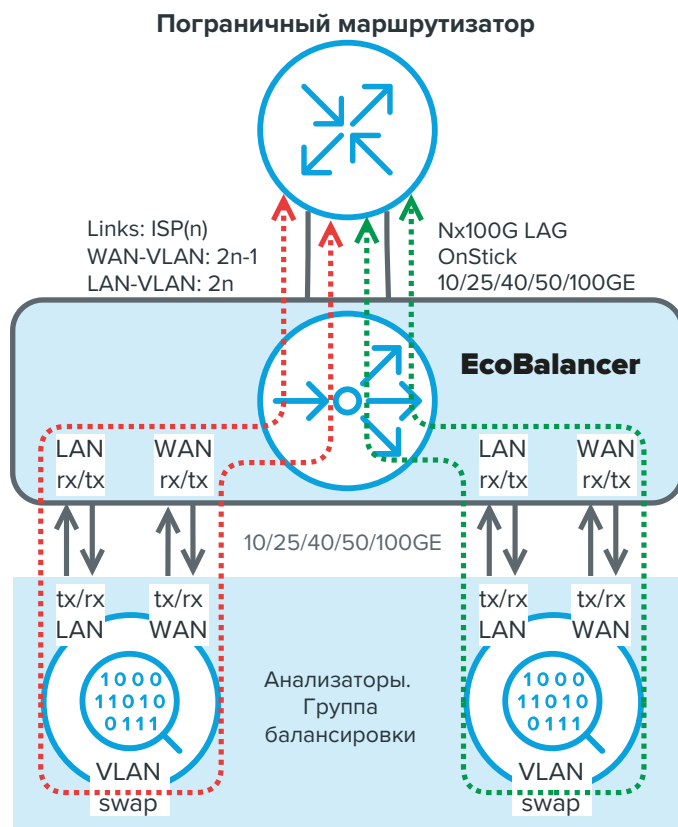 Пограничный маршрутизатор
Links: ISP(n)
WAN-VLAN: 2n-1
LAN-VLAN: 2n
Nx100G LAG
OnStick
10/25/40/50/100GE
EcoBalancer
LAN
rx/tx
WAN
rx/tx
LAN
rx/tx
WAN
rx/tx
10/25/40/50/100GE
tx/rx
LAN
tx/rx
WAN
tx/rx
LAN
tx/rx
WAN
1000
11010
0111
VLAN
swap
Анализаторы.
Группа
балансировки
1000
11010
0111
VLAN
swap